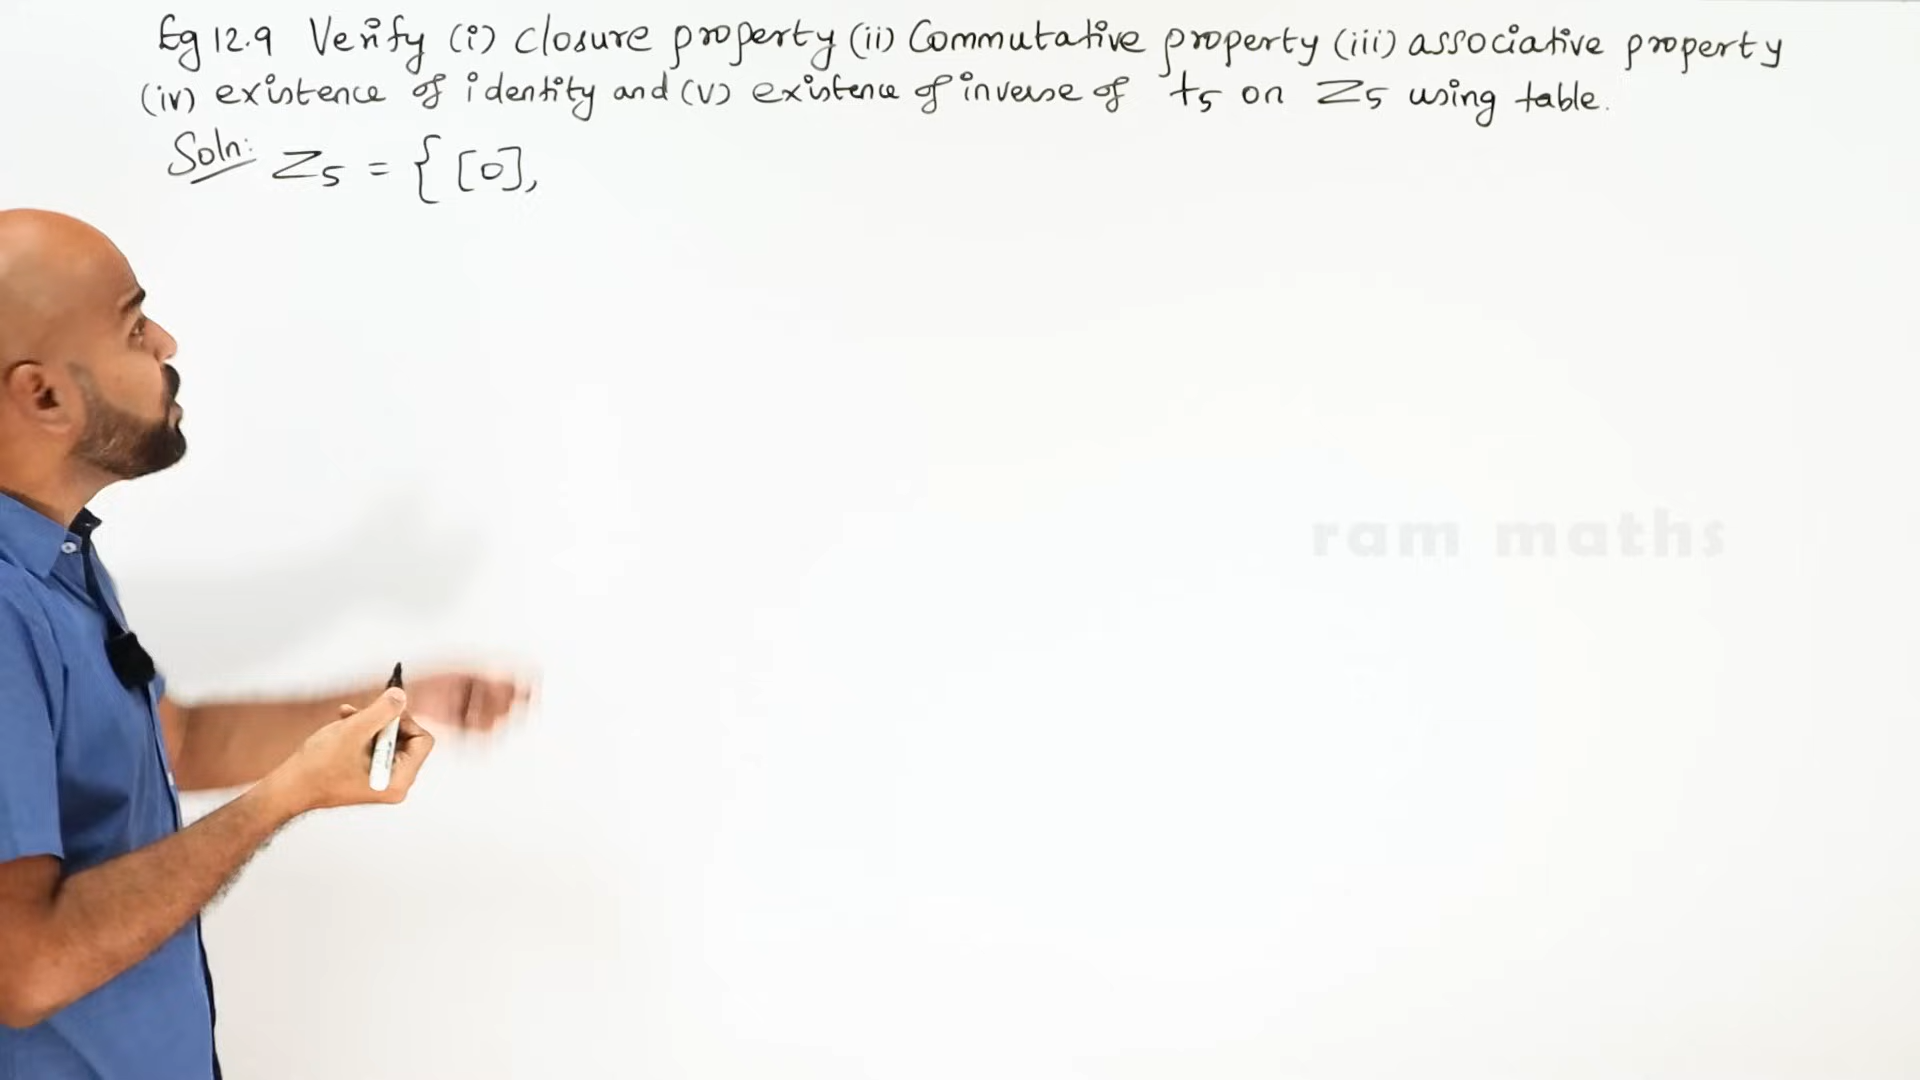 Eg 12.9 Verify (i) closure property (ii) Commutative property (iii) associative property
(iv) existence of identity and (v) existence of inverse of +5 on Z5 using table.
Soln: Z5 = { [0],
ram maths